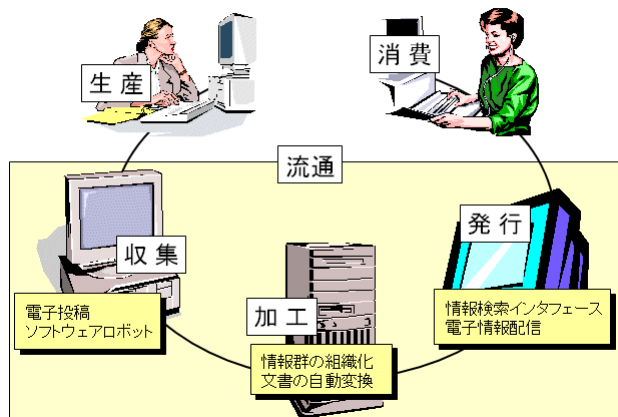 生産
消費
流通
収集
発行
電子投稿
ソフトウェアロボット
加工
情報検索インタフェース
電子情報配信
情報群の組織化
文書の自動変換